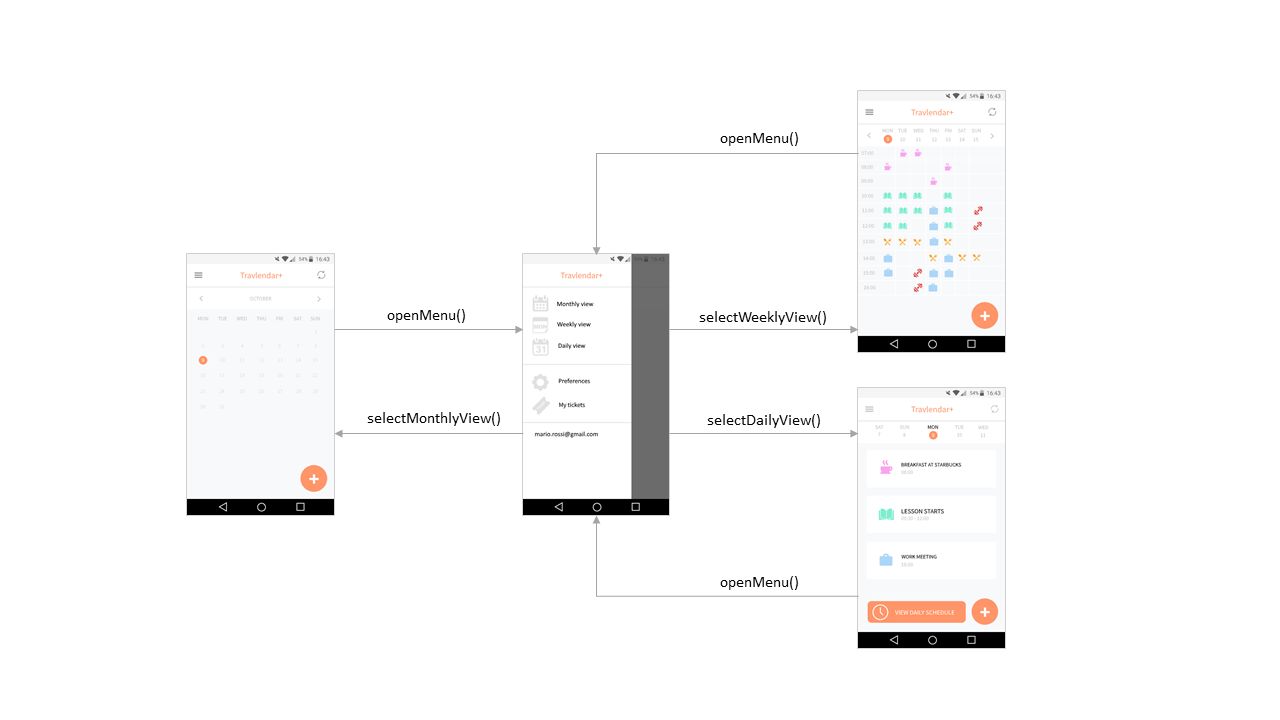 54% 16:43
Travlendar+
MON TUE WED THU FRI SAT SUN
9 10 11 12 13 14 15
07:00
08:00
09:00
10:00
11:00
12:00
13:00
14:00
15:00
16:00
openMenu()
54% 16:43
Travlendar+
OCTOBER
MON TUE WED THU FRI SAT SUN
1
2 3 4 5 6 7 8
9 10 11 12 13 14 15
16 17 18 19 20 21 22
23 24 25 26 27 28 29
30 31
openMenu()
selectMonthlyView()
Travlendar+
Monthly view
Weekly view
31
Daily view
Preferences
My tickets
mario.rossi@gmail.com
selectWeeklyView()
selectDailyView()
54% 16:43
Travlendar+
SAT SUN MON TUE WED
7 8 9 10 11
BREAKFAST AT STARBUCKS
08:00
LESSON STARTS
09:30 - 12:00
WORK MEETING
VIEW DAILY SCHEDULE
openMenu()